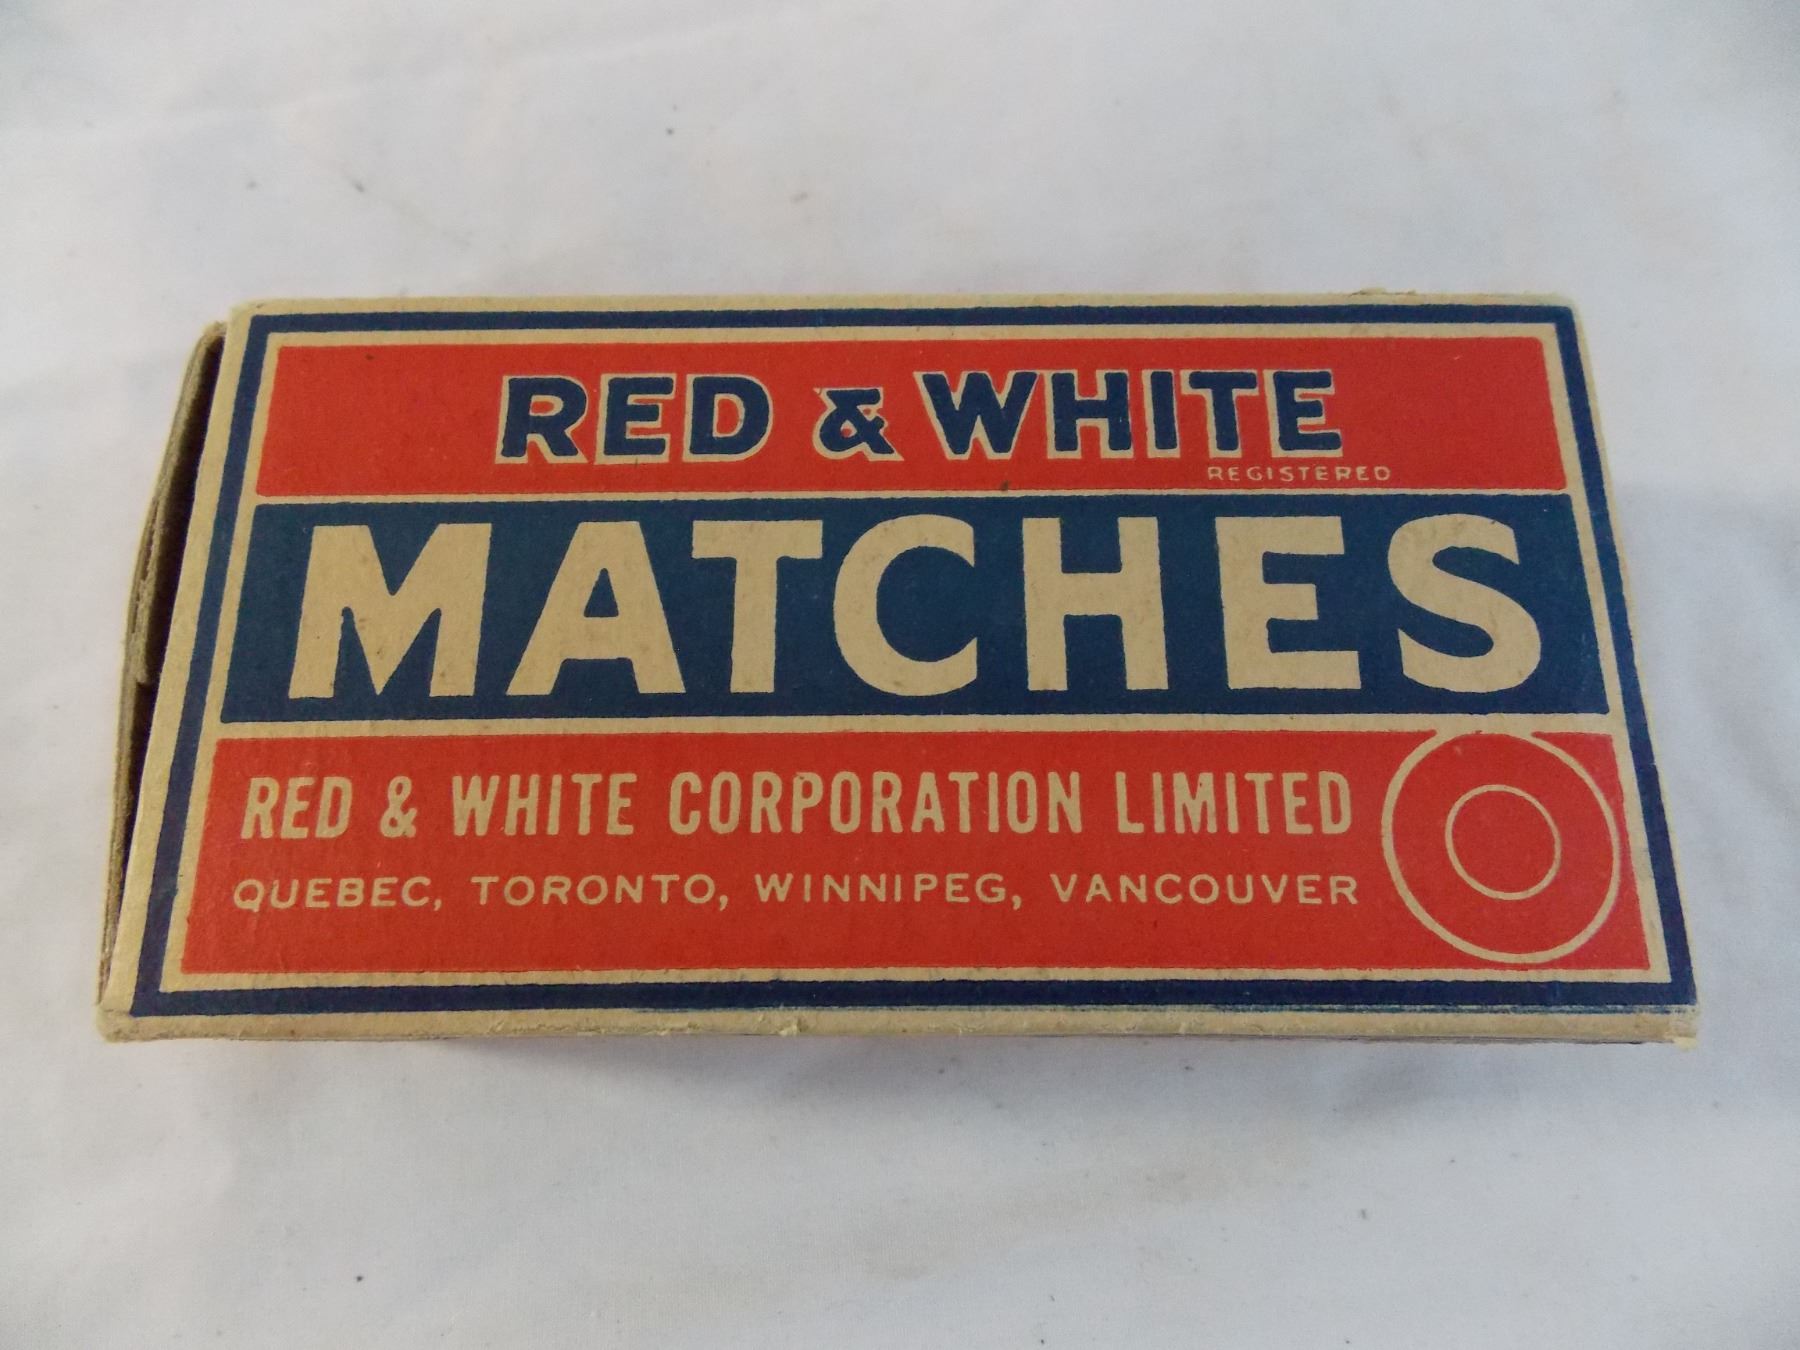 RED & WHITE
REGISTERED
MATCHES
RED & WHITE CORPORATION LIMITED
QUEBEC, TORONTO, WINNIPEG, VANCOUVER